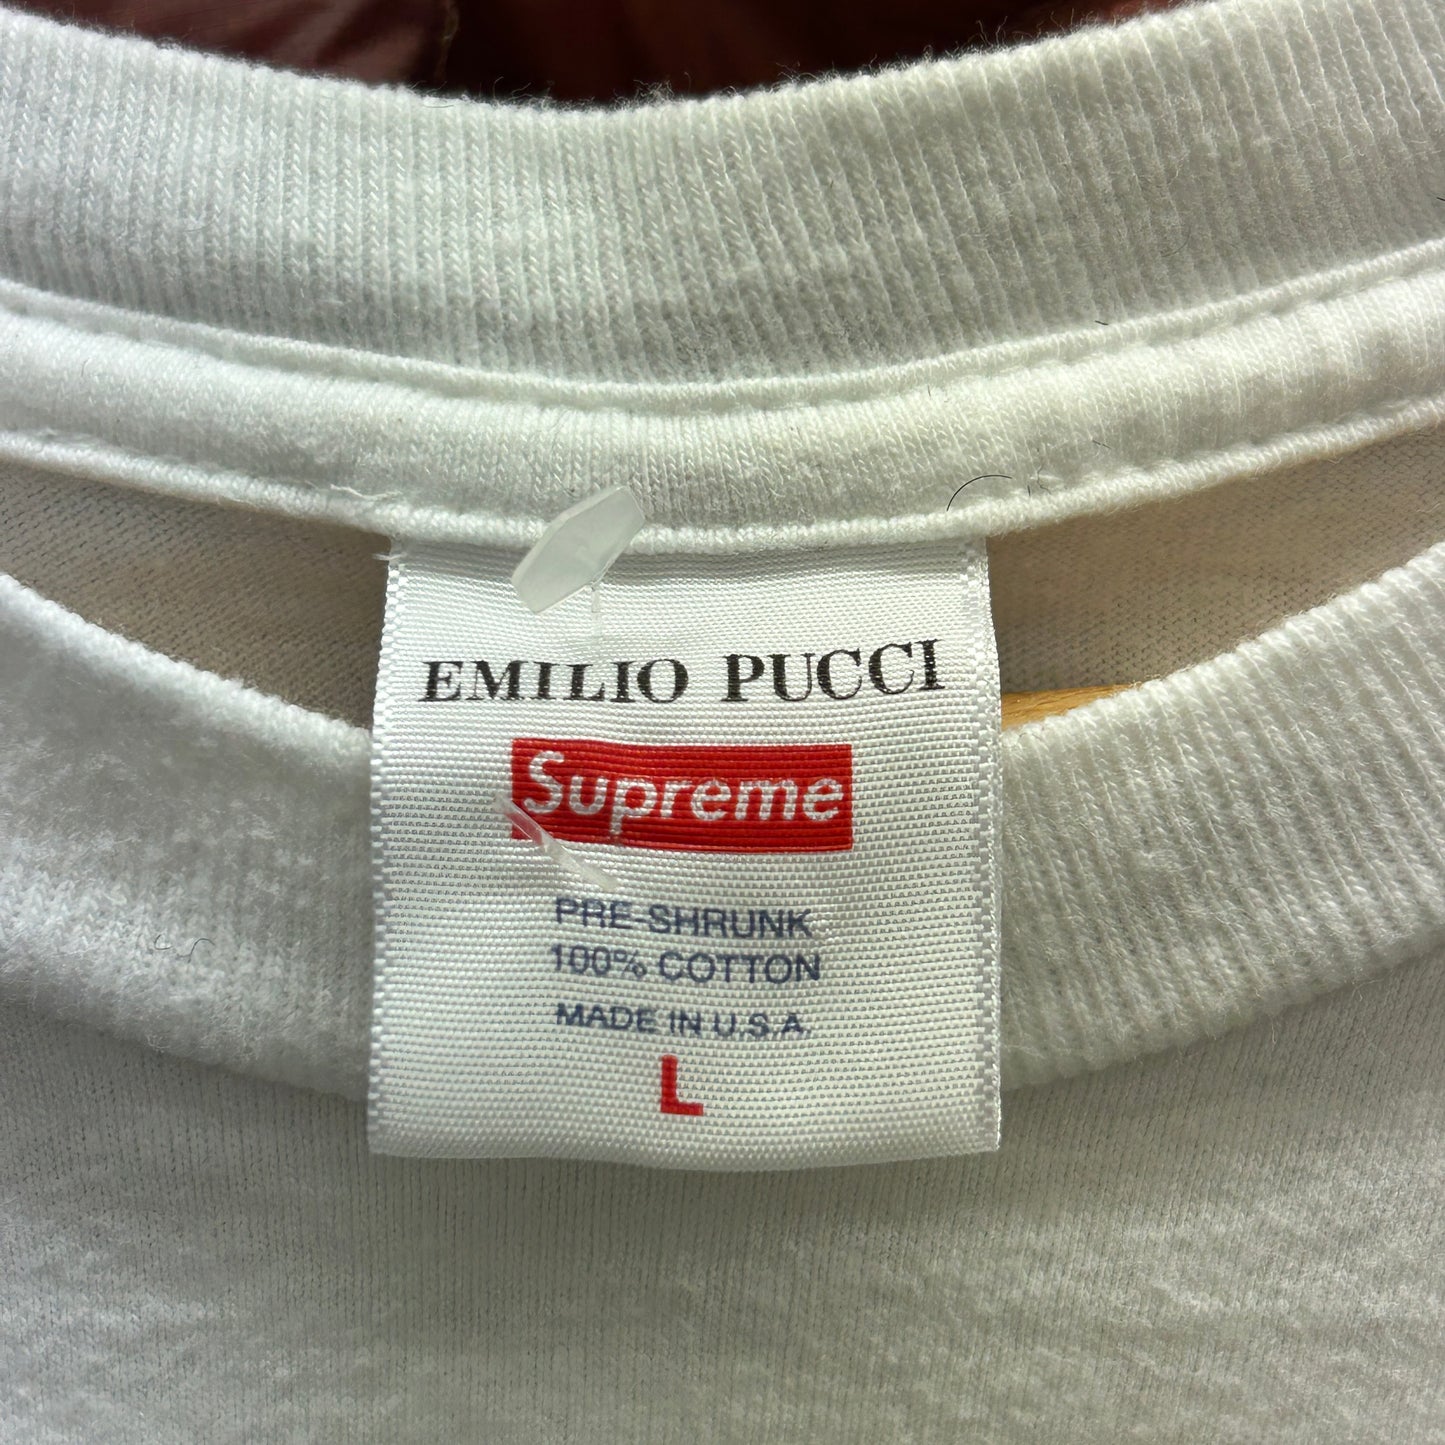 EMILIO PUCCI
Supreme
PRE-SHRUNK
100% COTTON
MADE IN U.S.A.
L